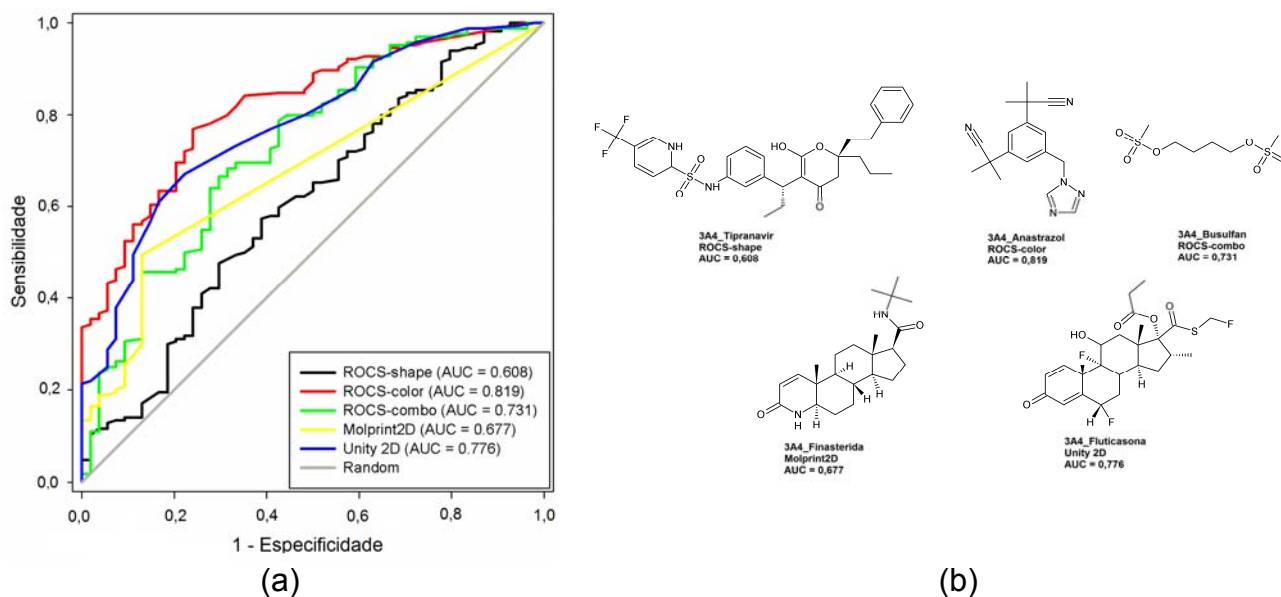 1,0
0,8
0,6
0,4
0,2
0,0
Sensibilidade
ROCS-shape (AUC = 0.608)
ROCS-color (AUC = 0.819)
ROCS-combo (AUC = 0.731)
Molprint2D (AUC = 0.677)
Unity 2D (AUC = 0.776)
Random
0,0 0,2 0,4 0,6 0,8 1,0
1 - Especificidade
(a)
F
F
F
NH
O
S
O
NH
OH
O
O
3A4_Tipranavir
ROCS-shape
AUC = 0,608
N
N
N
N
N
3A4_Anastrazol
ROCS-color
AUC = 0,819
O
S
O
O
O
O
S
3A4_Busulfan
ROCS-combo
AUC = 0,731
HN
O
H
H
H
O
N
H
H
3A4_Finasterida
Molprint2D
AUC = 0,677
O
O
O
HO
S
F
F
O
H
F
3A4_Fluticasona
Unity 2D
AUC = 0,776
(b)